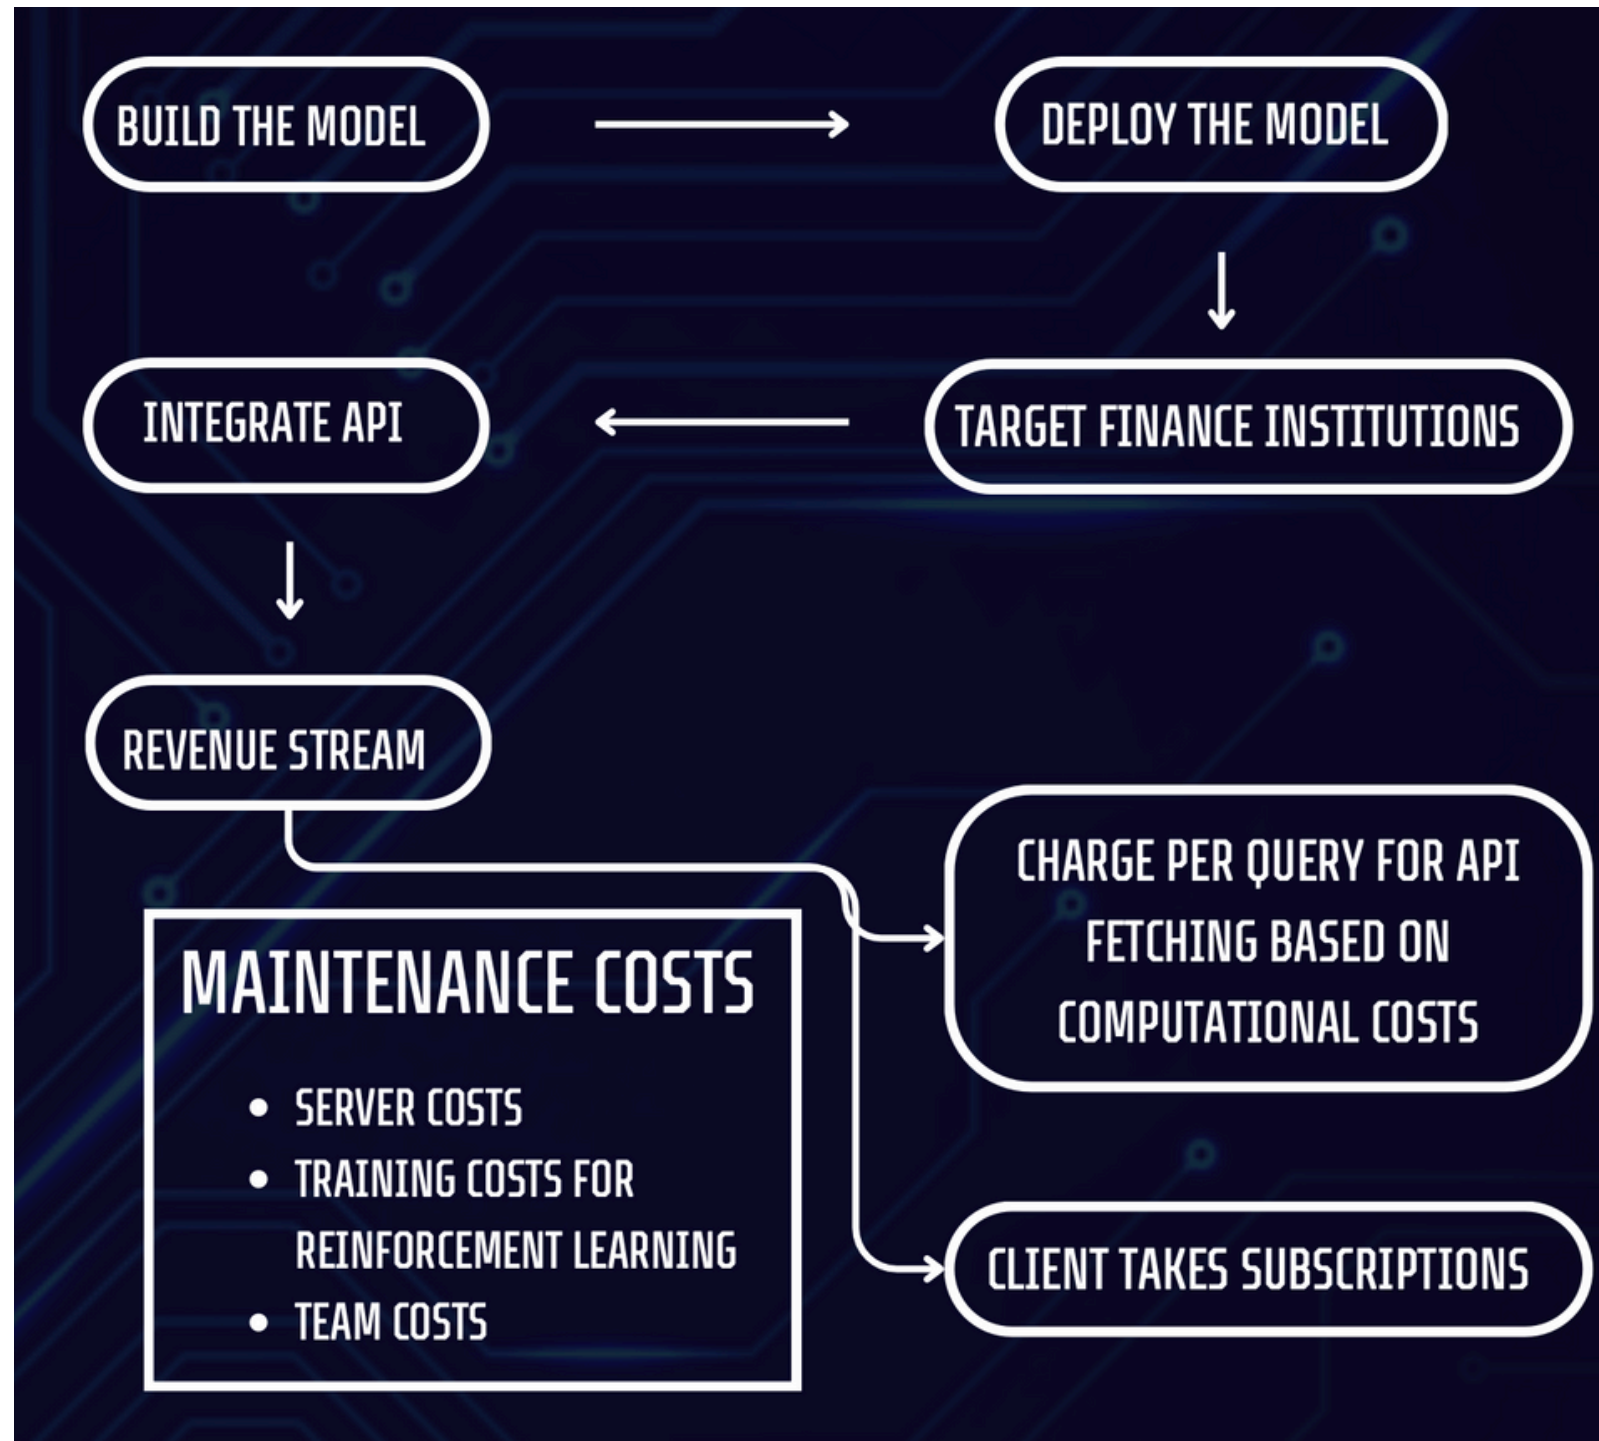 BUILD THE MODEL
DEPLOY THE MODEL
INTEGRATE API
TARGET FINANCE INSTITUTIONS
REVENUE STREAM
CHARGE PER QUERY FOR API
FETCHING BASED ON
COMPUTATIONAL COSTS
MAINTENANCE COSTS
• SERVER COSTS
• TRAINING COSTS FOR
REINFORCEMENT LEARNING
• TEAM COSTS
CLIENT TAKES SUBSCRIPTIONS